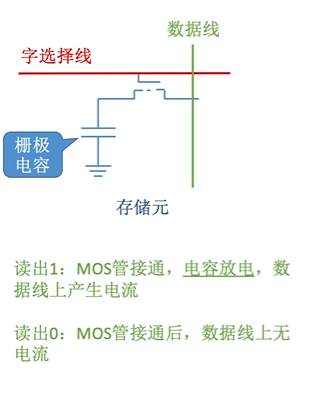 数据线
字选择线
栅极
电容
存储元
读出1：MOS管接通，电容放电，数
据线上产生电流
读出0：MOS管接通后，数据线上无
电流